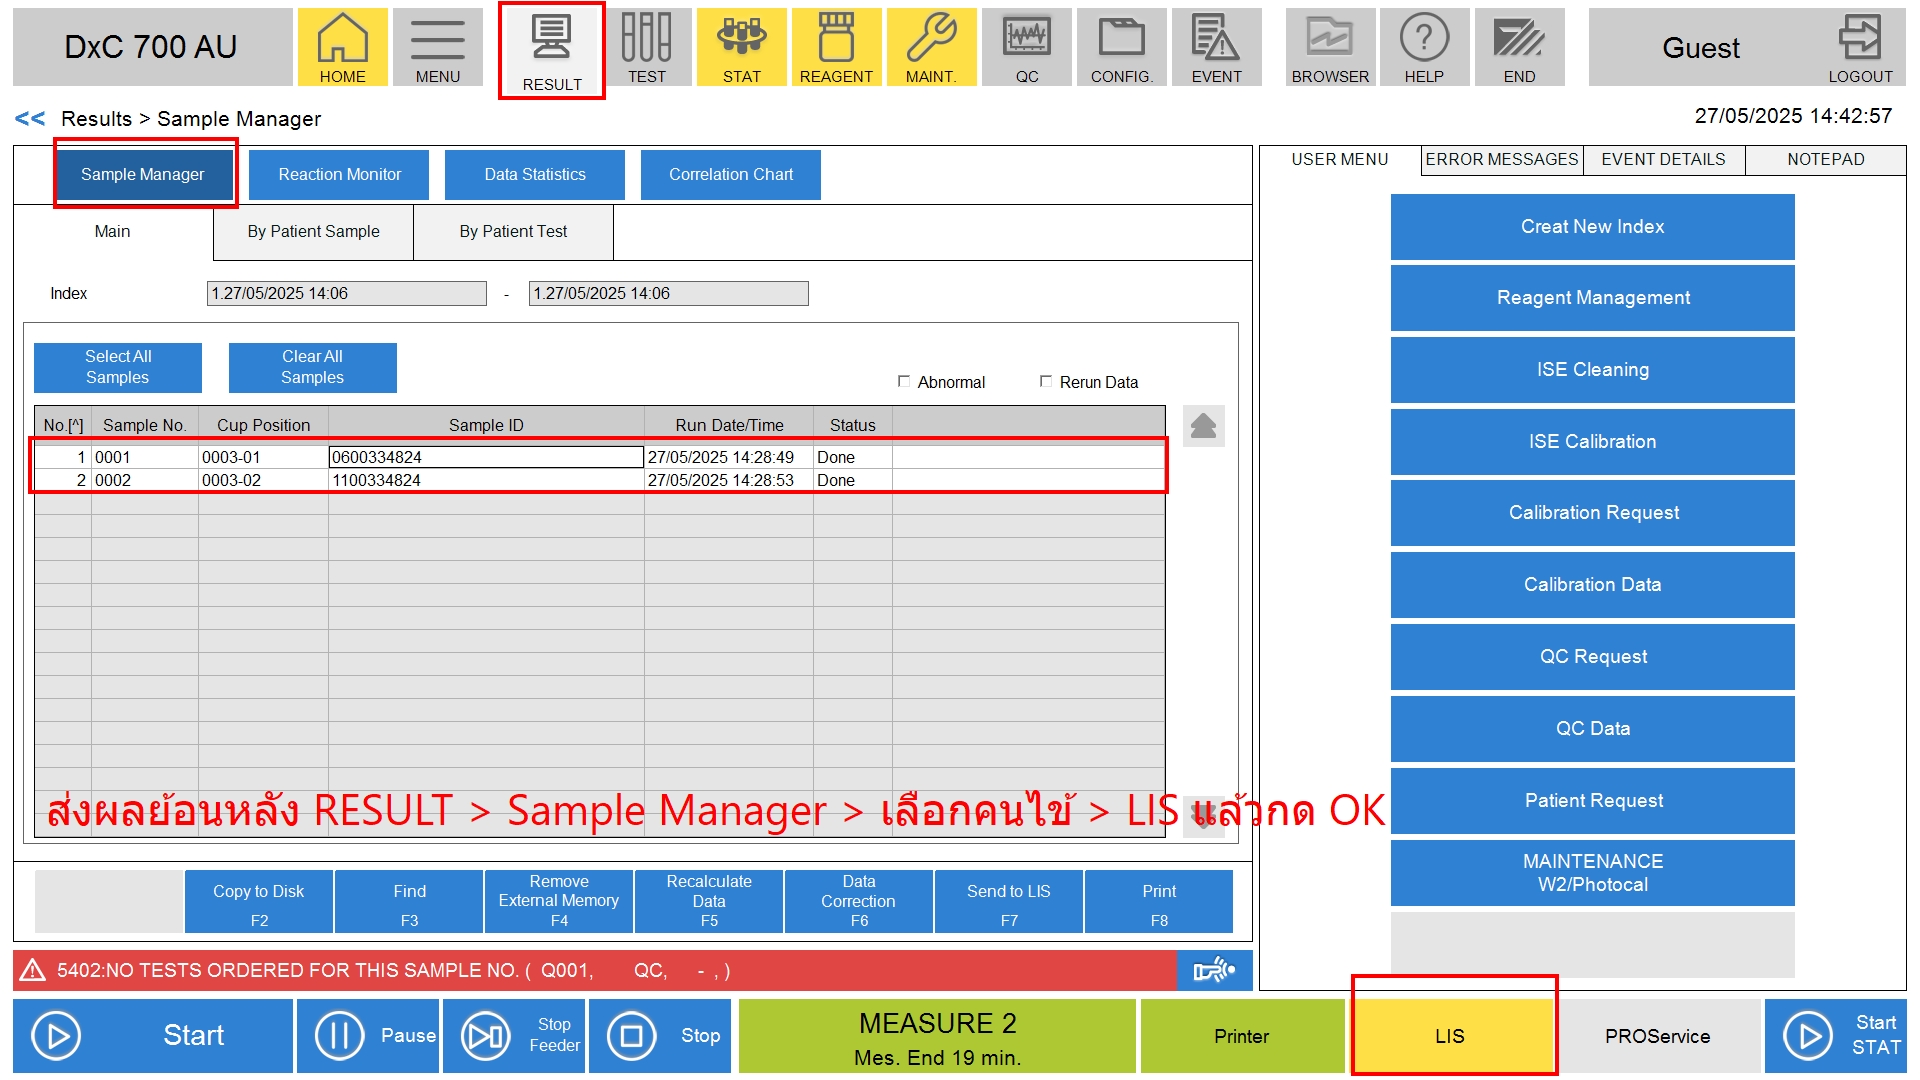 DxC 700 AU
HOME
MENU
RESULT
TEST
STAT
REAGENT
MAINT.
QC
CONFIG.
EVENT
BROWSER
HELP
END
Guest
LOGOUT
<< Results > Sample Manager
27/05/2025 14:42:57
Sample Manager
Reaction Monitor
Data Statistics
Correlation Chart
USER MENU
ERROR MESSAGES
EVENT DETAILS
NOTEPAD
Main
By Patient Sample
By Patient Test
Index
1.27/05/2025 14:06 - 1.27/05/2025 14:06
Select All
Samples
Clear All
Samples
Abnormal
Rerun Data
No.[^] Sample No. Cup Position Sample ID Run Date/Time Status
1 0001 0003-01 0600334824 27/05/2025 14:28:49 Done
2 0002 0003-02 1100334824 27/05/2025 14:28:53 Done
ส่งผลย้อนหลัง RESULT > Sample Manager > เลือกคนไข้ > LIS แล้วกด OK
Copy to Disk
F2
Find
F3
Remove
External Memory
F4
Recalculate
Data
F5
Data
Correction
F6
Send to LIS
F7
Print
F8
Creat New Index
Reagent Management
ISE Cleaning
ISE Calibration
Calibration Request
Calibration Data
QC Request
QC Data
Patient Request
MAINTENANCE
W2/Photocal
5402:NO TESTS ORDERED FOR THIS SAMPLE NO. ( Q001, QC, - , )
Start
Pause
Stop
Feeder
Stop
MEASURE 2
Mes. End 19 min.
Printer
LIS
PROService
Start
STAT